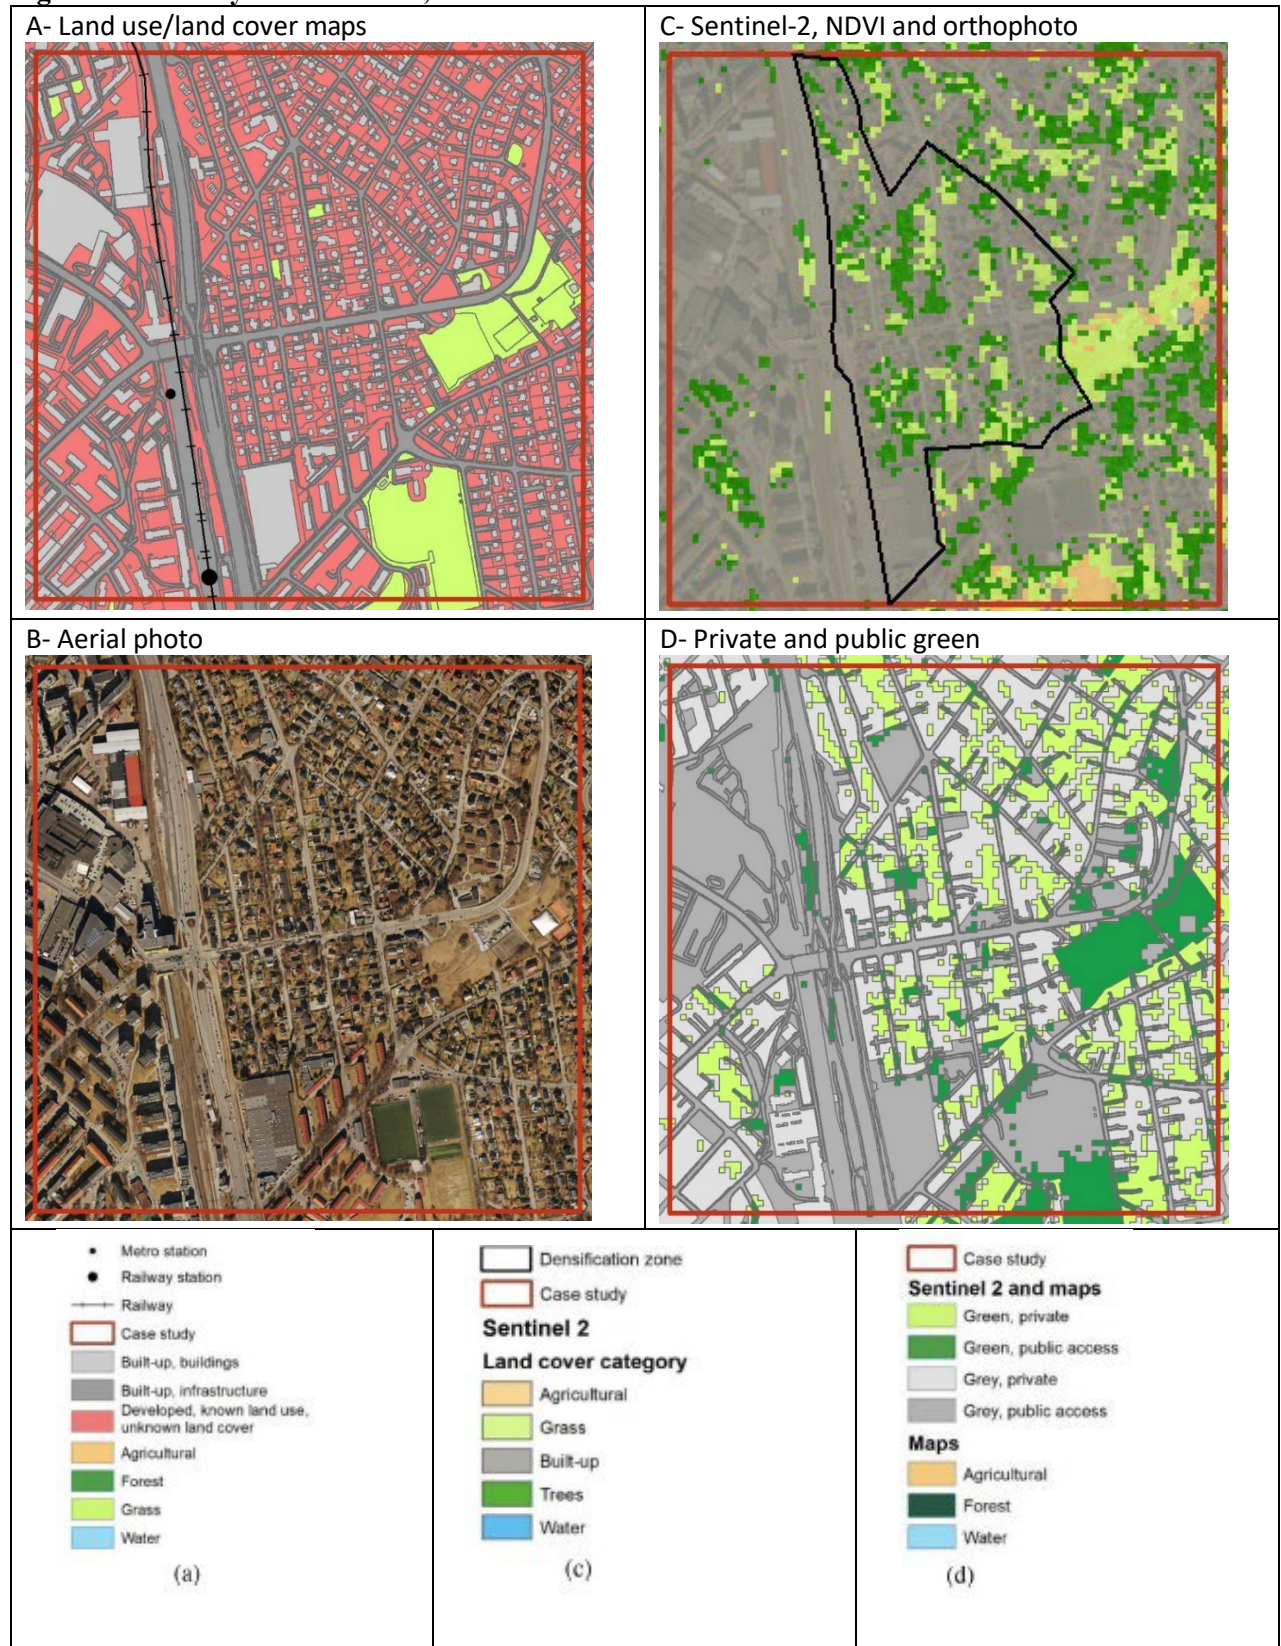 A- Land use/land cover maps
C- Sentinel-2, NDVI and orthophoto
B- Aerial photo
D- Private and public green
Metro station
Railway station
Railway
Case study
Built-up, buildings
Built-up, infrastructure
Developed, known land use,
unknown land cover
Agricultural
Forest
Grass
Water
(a)
Densification zone
Case study
Sentinel 2
Land cover category
Agricultural
Grass
Built-up
Trees
Water
(c)
Case study
Sentinel 2 and maps
Green, private
Green, public access
Grey, private
Grey, public access
Maps
Agricultural
Forest
Water
(d)